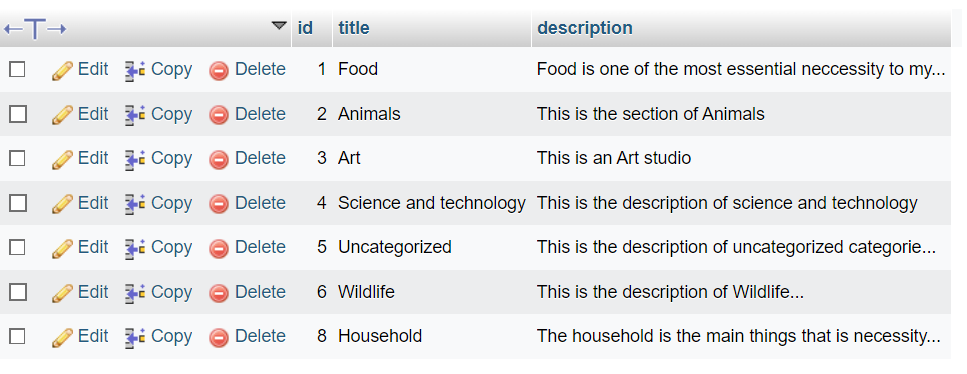 id title description
Edit Copy Delete 1 Food Food is one of the most essential neccessity to my...
Edit Copy Delete 2 Animals This is the section of Animals
Edit Copy Delete 3 Art This is an Art studio
Edit Copy Delete 4 Science and technology This is the description of science and technology
Edit Copy Delete 5 Uncategorized This is the description of uncategorized categorie...
Edit Copy Delete 6 Wildlife This is the description of Wildlife...
Edit Copy Delete 8 Household The household is the main things that is necessity...